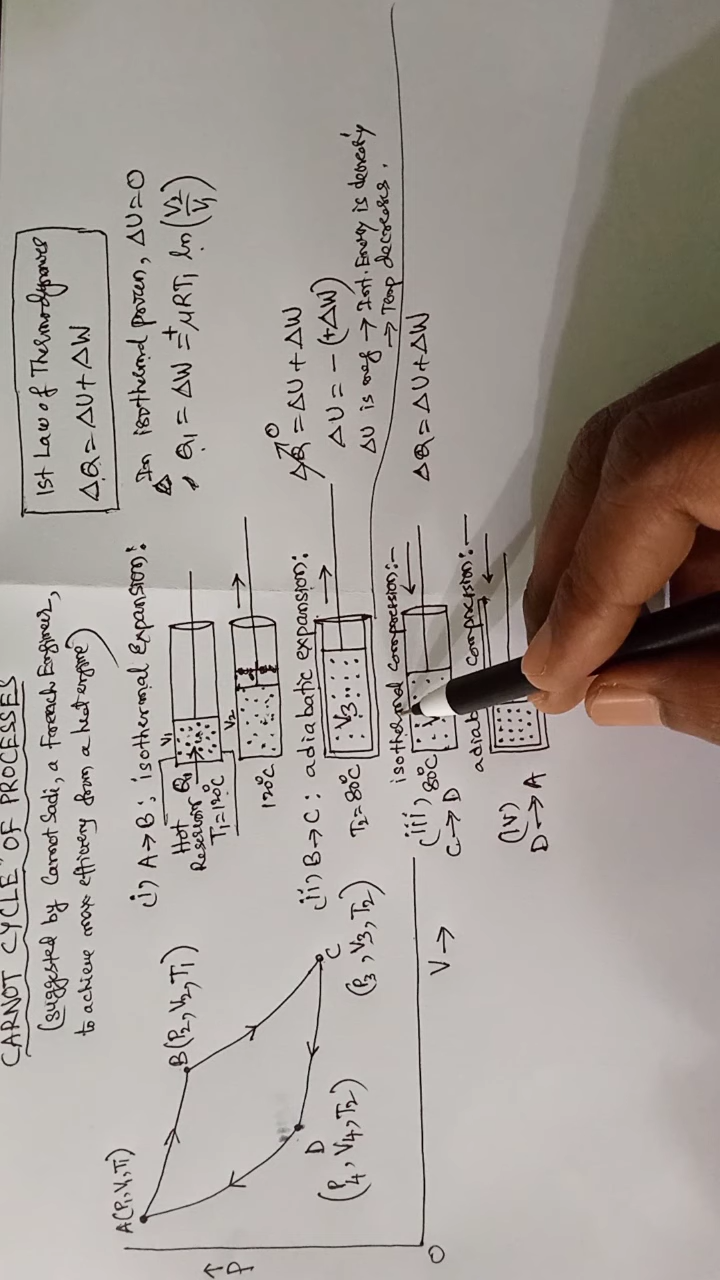 CARNOT CYCLE" OF PROCESSES
(suggested by Carnot Sadi, a French Engineer,
to achieve max efficiency from a heat engine)
1st Law of Thermodynamics
ΔQ = ΔU + ΔW
A(P₁, V₁, T₁)
B(P₂, V₂, T₁)
C
(P₃, V₃, T₂)
D
(P₄, V₄, T₂)
P →
V →
O
(i) A → B: isothermal Expansion:
V₁
Hot
Reservoir Q₁
T₁ = 120°C
V₂
120°C
In isothermal process, ΔU = 0
Q₁ = ΔW = + μRT₁ ln (V₂/V₁)
(ii) B → C: adiabatic expansion:
V₃
T₂ = 80°C
ΔQ = ΔU + ΔW
0
ΔU = − (+ΔW)
ΔU is neg → Int. Energy is decreasing
→ Temp decreases.
isothermal compression:-
(iii) 80°C
C → D
ΔQ = ΔU + ΔW
compression:-
(iv)
D → A